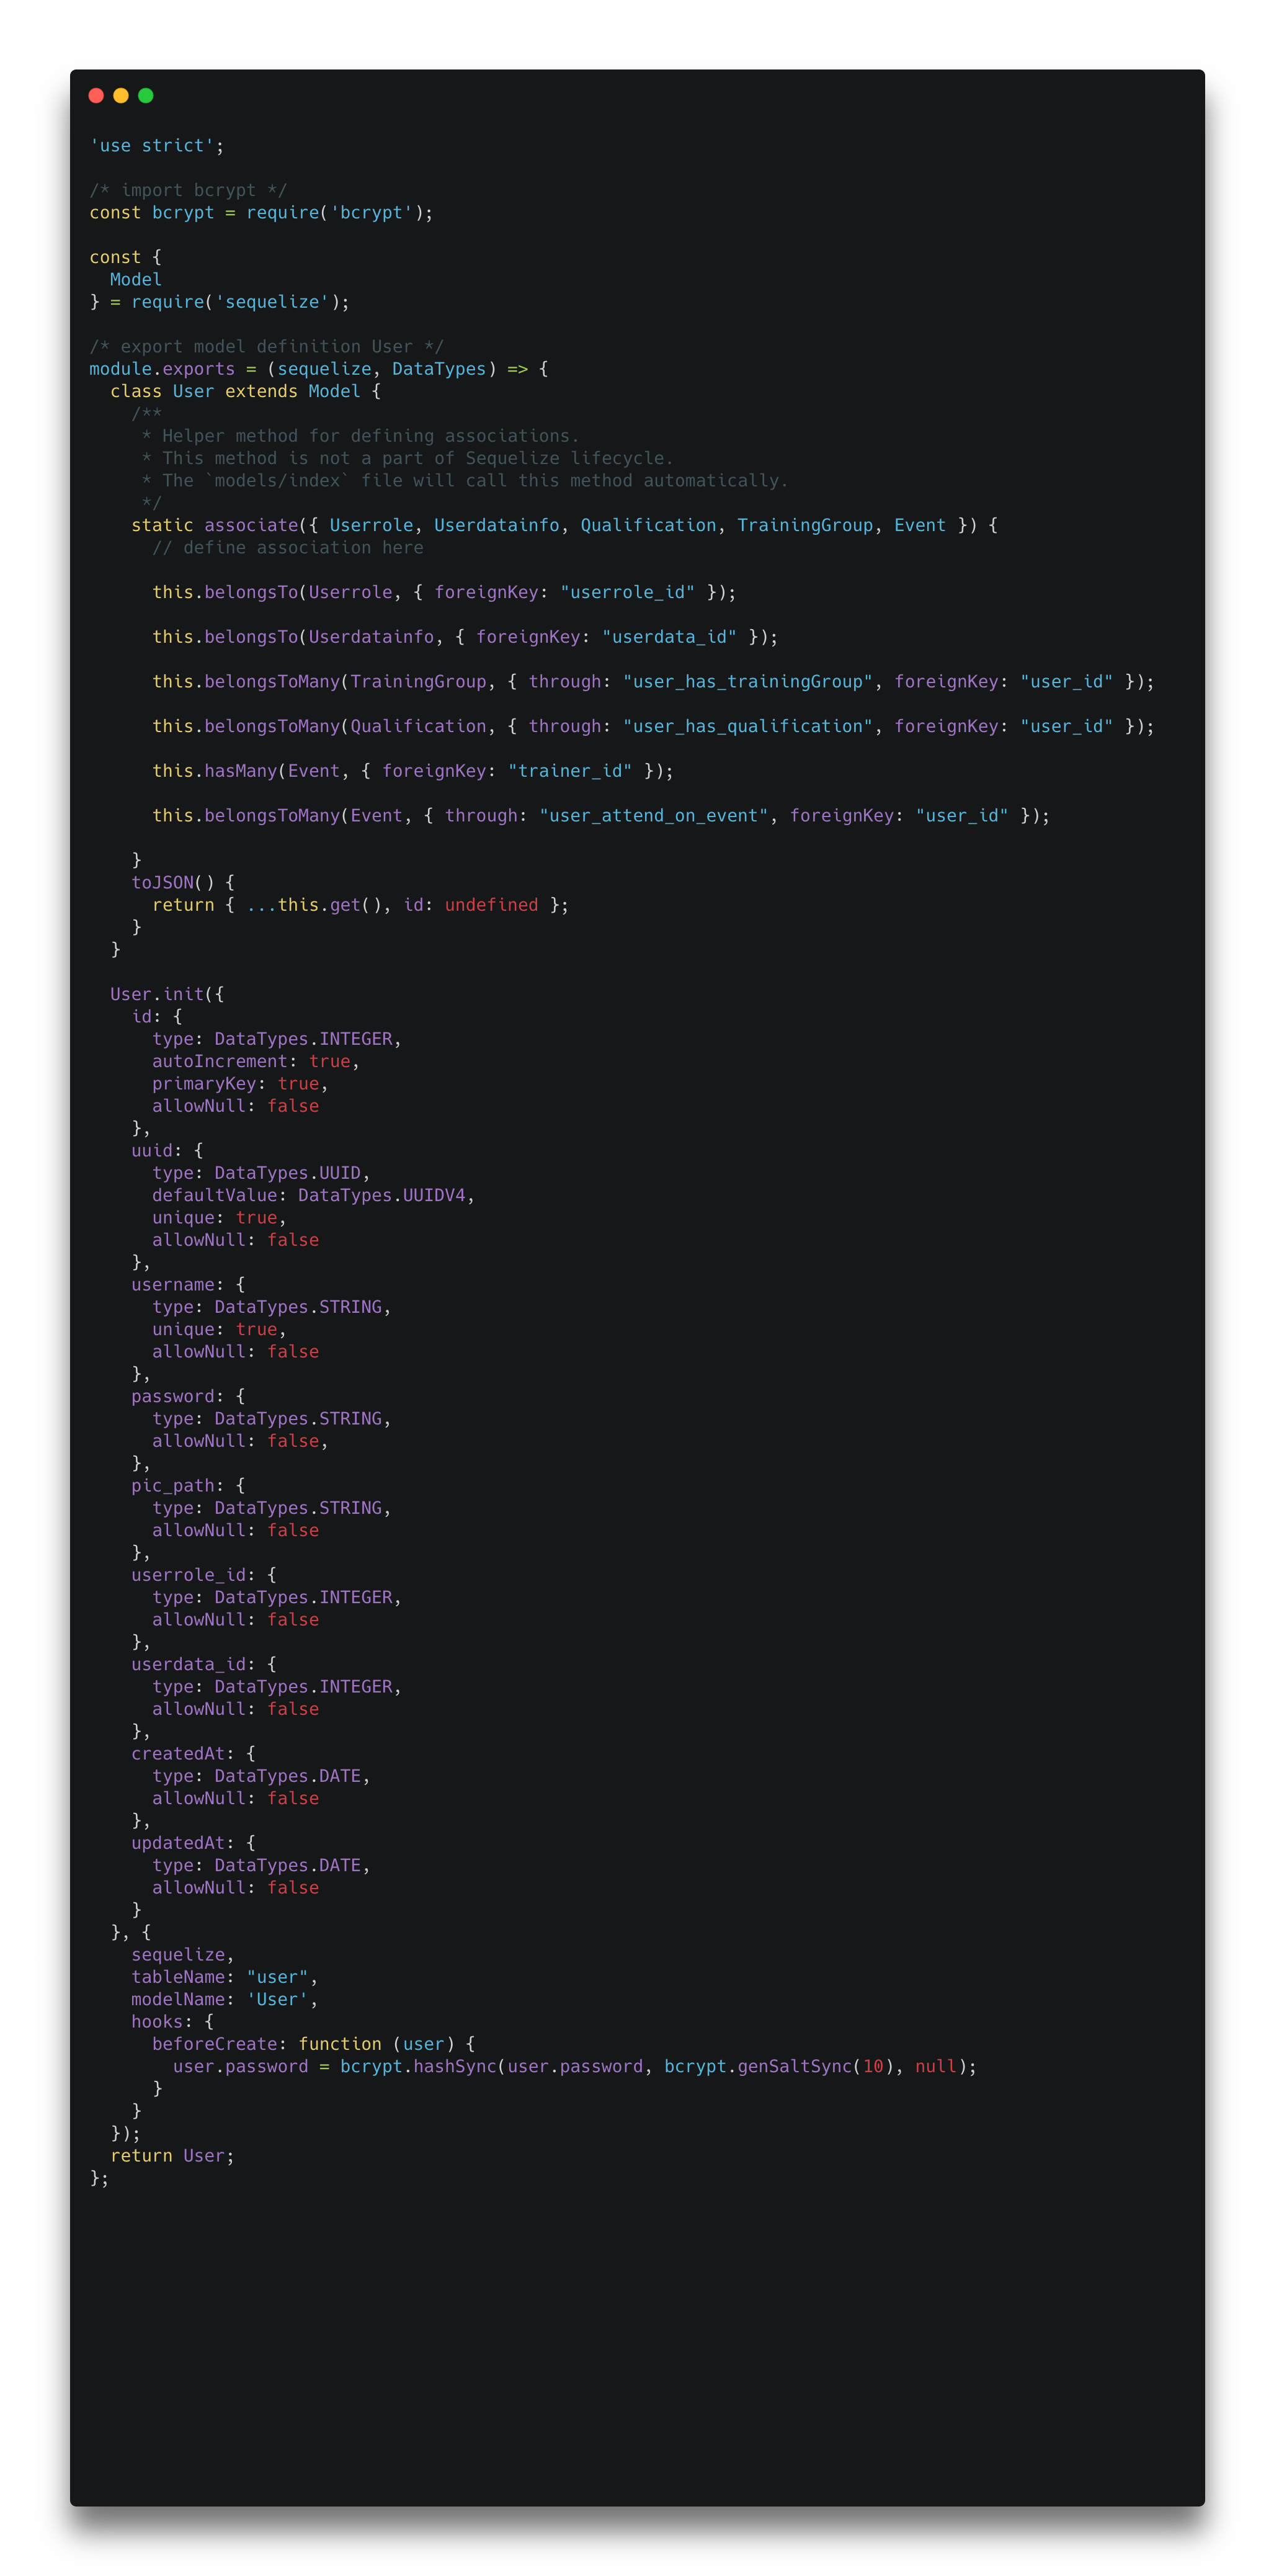 'use strict';

/* import bcrypt */
const bcrypt = require('bcrypt');

const {
  Model
} = require('sequelize');

/* export model definition User */
module.exports = (sequelize, DataTypes) => {
  class User extends Model {
    /**
     * Helper method for defining associations.
     * This method is not a part of Sequelize lifecycle.
     * The `models/index` file will call this method automatically.
     */
    static associate({ Userrole, Userdatainfo, Qualification, TrainingGroup, Event }) {
      // define association here

      this.belongsTo(Userrole, { foreignKey: "userrole_id" });

      this.belongsTo(Userdatainfo, { foreignKey: "userdata_id" });

      this.belongsToMany(TrainingGroup, { through: "user_has_trainingGroup", foreignKey: "user_id" });

      this.belongsToMany(Qualification, { through: "user_has_qualification", foreignKey: "user_id" });

      this.hasMany(Event, { foreignKey: "trainer_id" });

      this.belongsToMany(Event, { through: "user_attend_on_event", foreignKey: "user_id" });

    }
    toJSON() {
      return { ...this.get(), id: undefined };
    }
  }

  User.init({
    id: {
      type: DataTypes.INTEGER,
      autoIncrement: true,
      primaryKey: true,
      allowNull: false
    },
    uuid: {
      type: DataTypes.UUID,
      defaultValue: DataTypes.UUIDV4,
      unique: true,
      allowNull: false
    },
    username: {
      type: DataTypes.STRING,
      unique: true,
      allowNull: false
    },
    password: {
      type: DataTypes.STRING,
      allowNull: false,
    },
    pic_path: {
      type: DataTypes.STRING,
      allowNull: false
    },
    userrole_id: {
      type: DataTypes.INTEGER,
      allowNull: false
    },
    userdata_id: {
      type: DataTypes.INTEGER,
      allowNull: false
    },
    createdAt: {
      type: DataTypes.DATE,
      allowNull: false
    },
    updatedAt: {
      type: DataTypes.DATE,
      allowNull: false
    }
  }, {
    sequelize,
    tableName: "user",
    modelName: 'User',
    hooks: {
      beforeCreate: function (user) {
        user.password = bcrypt.hashSync(user.password, bcrypt.genSaltSync(10), null);
      }
    }
  });
  return User;
};